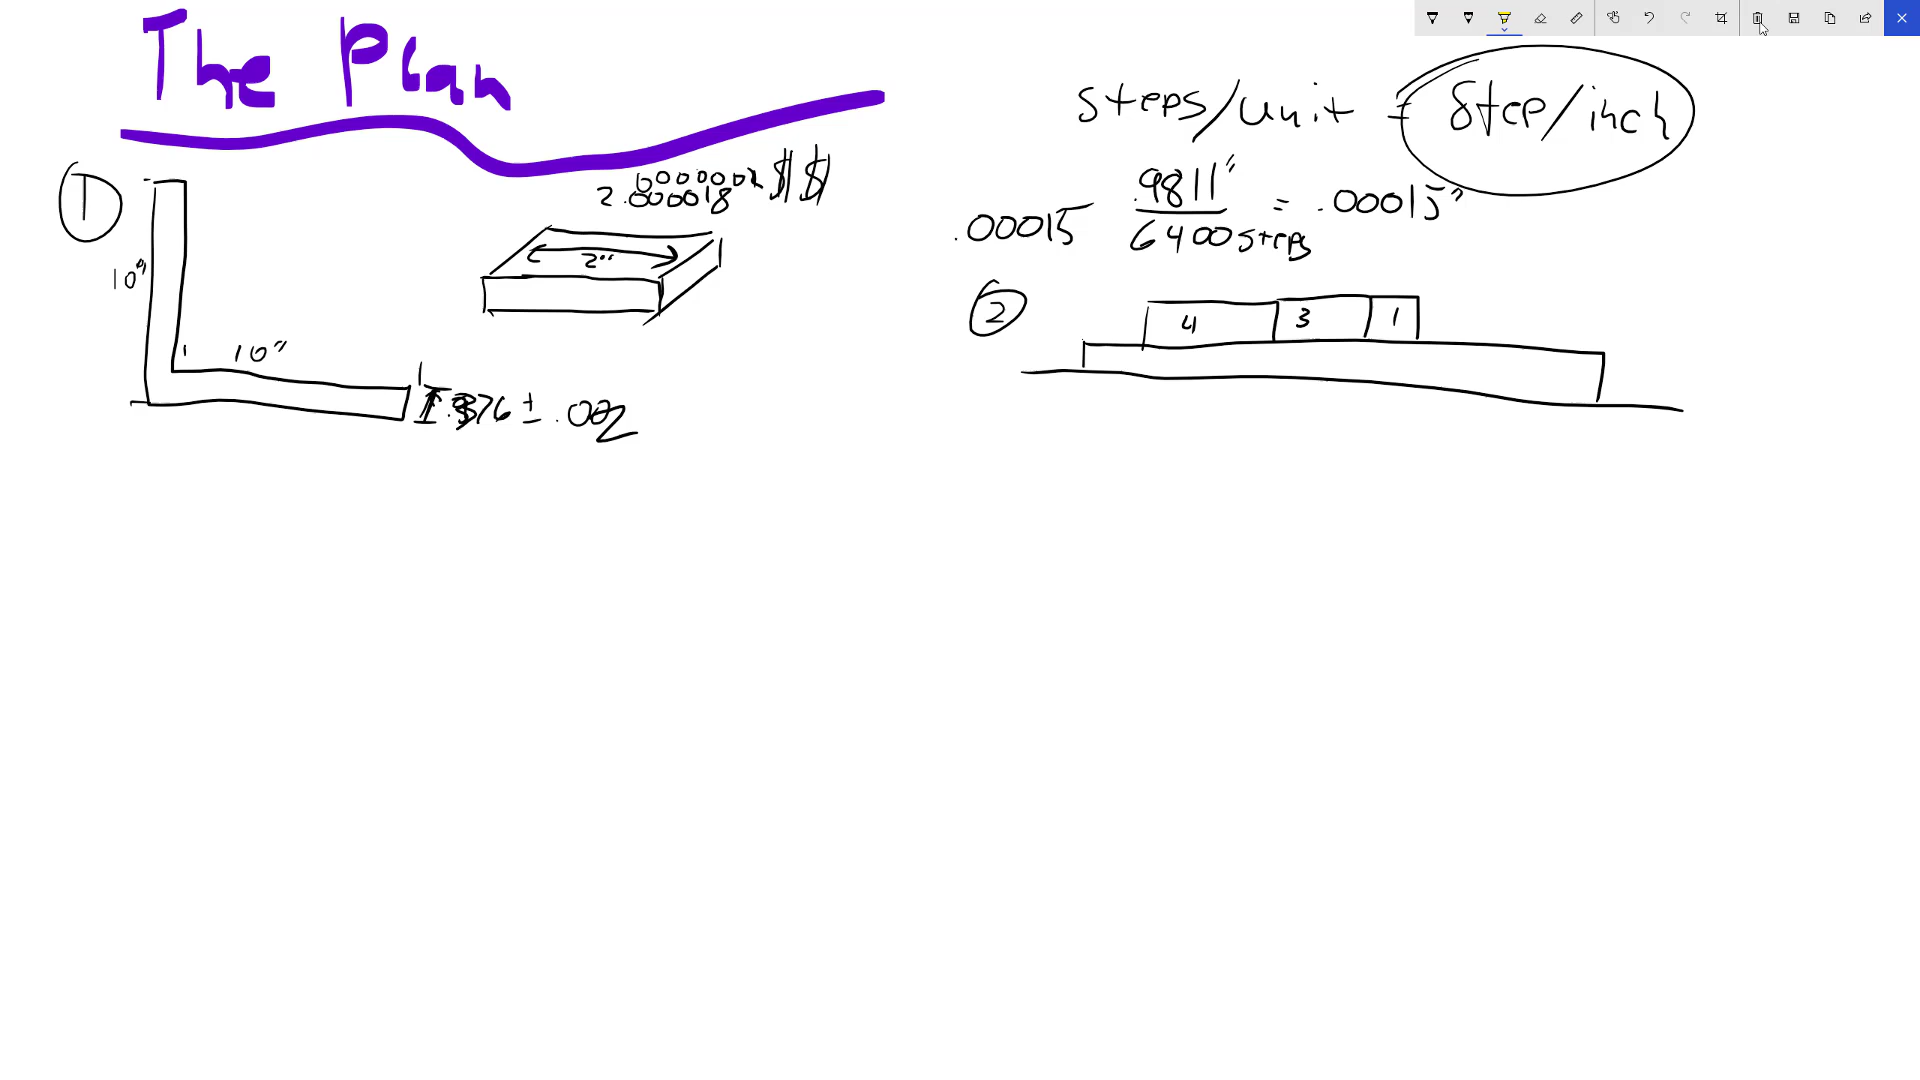 The Plan
steps/unit = step/inch
①
2.000018 $$
10"
2"
10"
± .002
.00015 .9811" / 6400 steps = .00015"
②
4 3 1